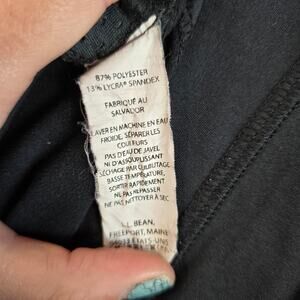 87% POLYESTER
13% LYCRA® SPANDEX
FABRIQUÉ AU
SALVADOR
LAVER EN MACHINE EN EAU
FROIDE, SÉPARER LES
COULEURS
PAS D'EAU DE JAVEL
NI D'ASSOUPLISSANT
SÉCHAGE PAR CULBUTAGE
BASSE TEMPÉRATURE,
SORTIR RAPIDEMENT
NE PAS REPASSER
NE PAS NETTOYER À SEC
L.L. BEAN,
FREEPORT, MAINE
ÉTATS-UNIS